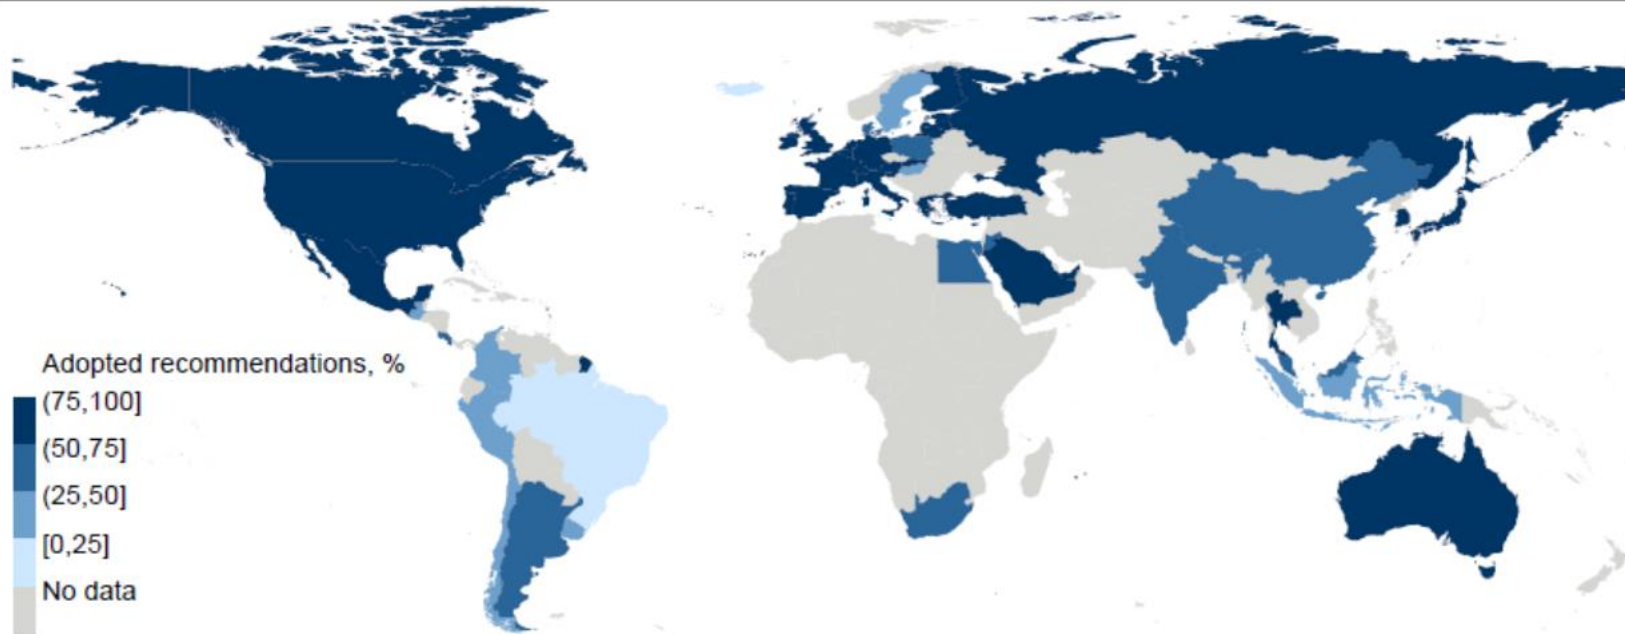 Adopted recommendations, %
(75,100]
(50,75]
(25,50]
[0,25]
No data